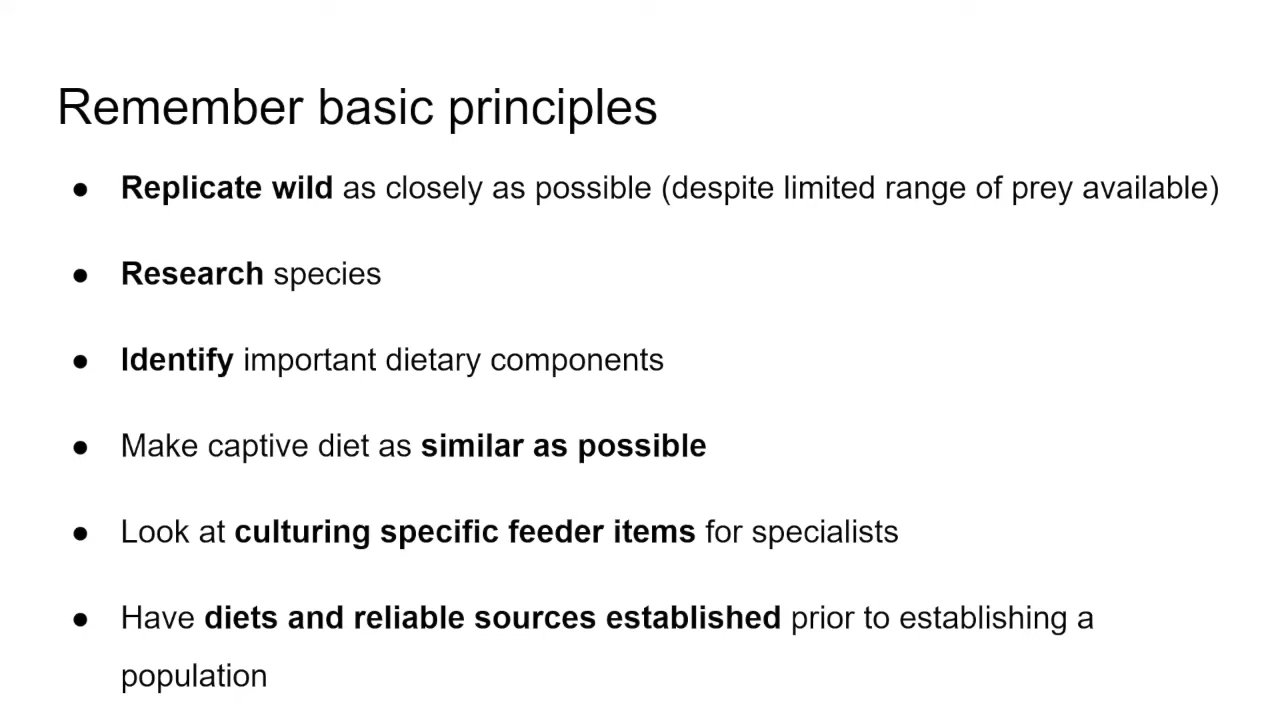 Remember basic principles
● Replicate wild as closely as possible (despite limited range of prey available)
● Research species
● Identify important dietary components
● Make captive diet as similar as possible
● Look at culturing specific feeder items for specialists
● Have diets and reliable sources established prior to establishing a
population